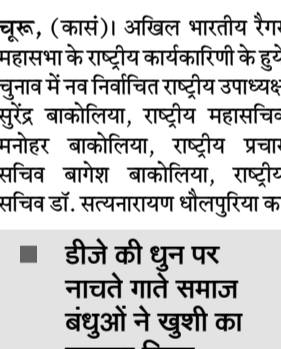 चूरू, (कासं)। अखिल भारतीय रैगर
महासभा के राष्ट्रीय कार्यकारिणी के हुये
चुनाव में नव निर्वाचित राष्ट्रीय उपाध्यक्ष
सुरेंद्र बाकोलिया, राष्ट्रीय महासचिव
मनोहर बाकोलिया, राष्ट्रीय प्रचार
सचिव बागेश बाकोलिया, राष्ट्रीय
सचिव डॉ. सत्यनारायण धौलपुरिया का
डीजे की धुन पर
नाचते गाते समाज
बंधुओं ने खुशी का